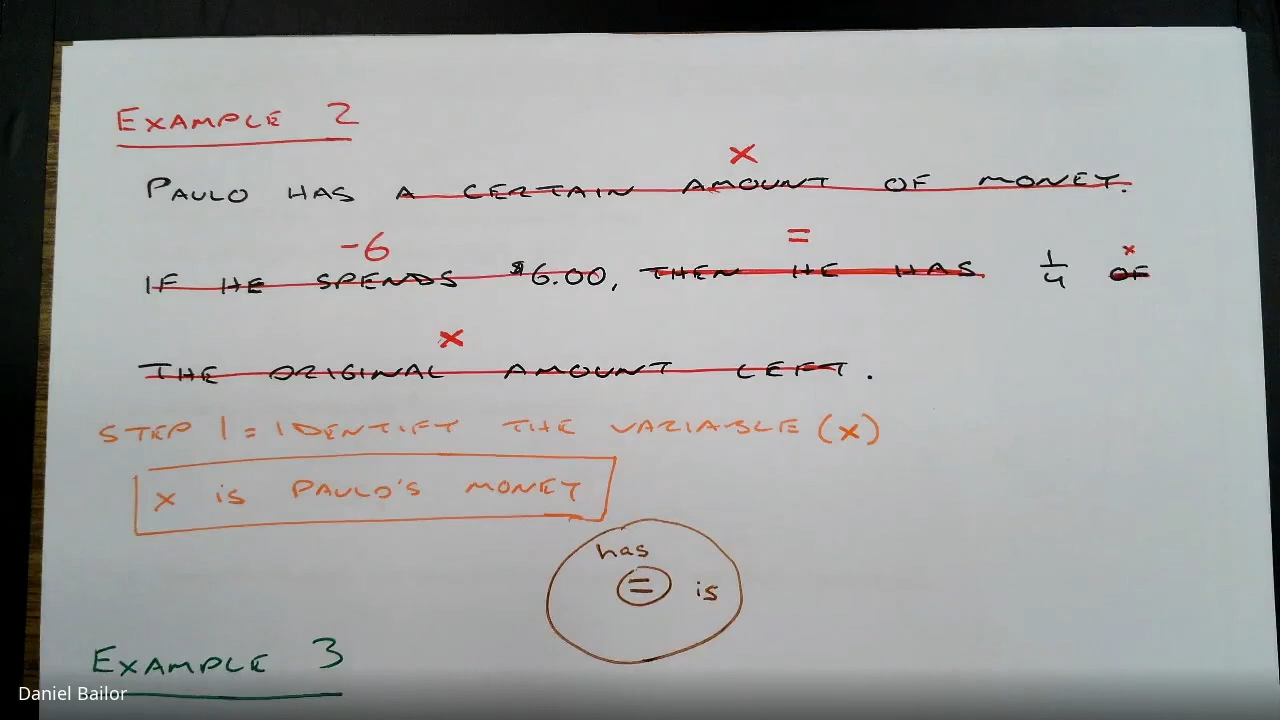 EXAMPLE 2
x
PAULO HAS A CERTAIN AMOUNT OF MONEY.
-6 =
IF HE SPENDS $6.00, THEN HE HAS 1/4 OF
x
x
THE ORIGINAL AMOUNT LEFT.
STEP 1 = IDENTIFY THE VARIABLE (x)
x is PAULO'S MONEY
has
= is
EXAMPLE 3
Daniel Bailor